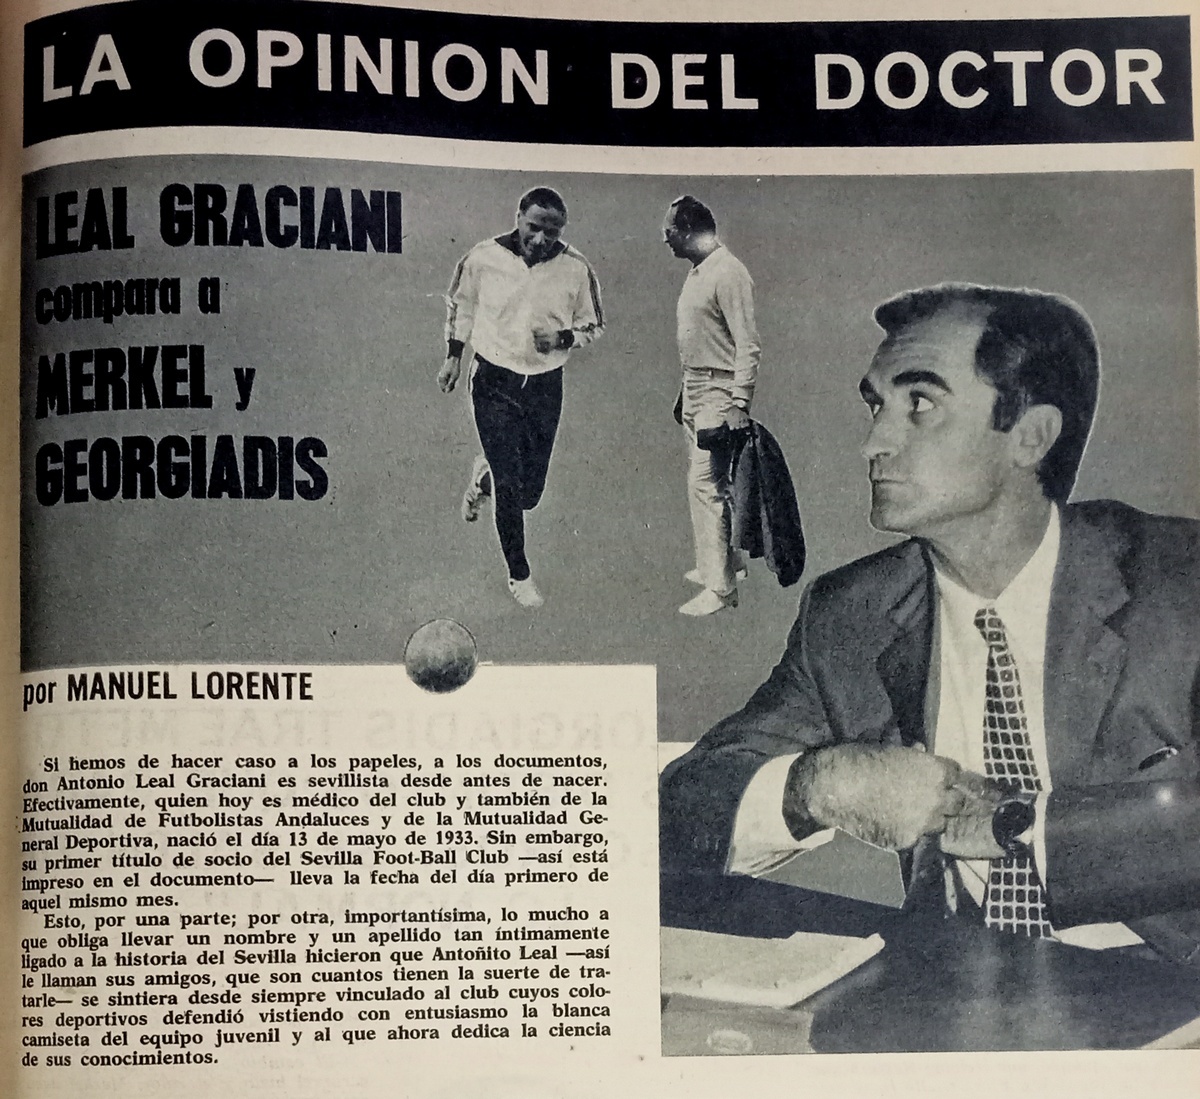 LA OPINION DEL DOCTOR
LEAL GRACIANI
compara a
MERKEL y
GEORGIADIS
por MANUEL LORENTE
Si hemos de hacer caso a los papeles, a los documentos,
don Antonio Leal Graciani es sevillista desde antes de nacer.
Efectivamente, quien hoy es médico del club y también de la
Mutualidad de Futbolistas Andaluces y de la Mutualidad Ge-
neral Deportiva, nació el día 13 de mayo de 1933. Sin embargo,
su primer título de socio del Sevilla Foot-Ball Club —así está
impreso en el documento— lleva la fecha del día primero de
aquel mismo mes.
Esto, por una parte; por otra, importantísima, lo mucho a
que obliga llevar un nombre y un apellido tan íntimamente
ligado a la historia del Sevilla hicieron que Antoñito Leal —así
le llaman sus amigos, que son cuantos tienen la suerte de tra-
tarle— se sintiera desde siempre vinculado al club cuyos colo-
res deportivos defendió vistiendo con entusiasmo la blanca
camiseta del equipo juvenil y al que ahora dedica la ciencia
de sus conocimientos.